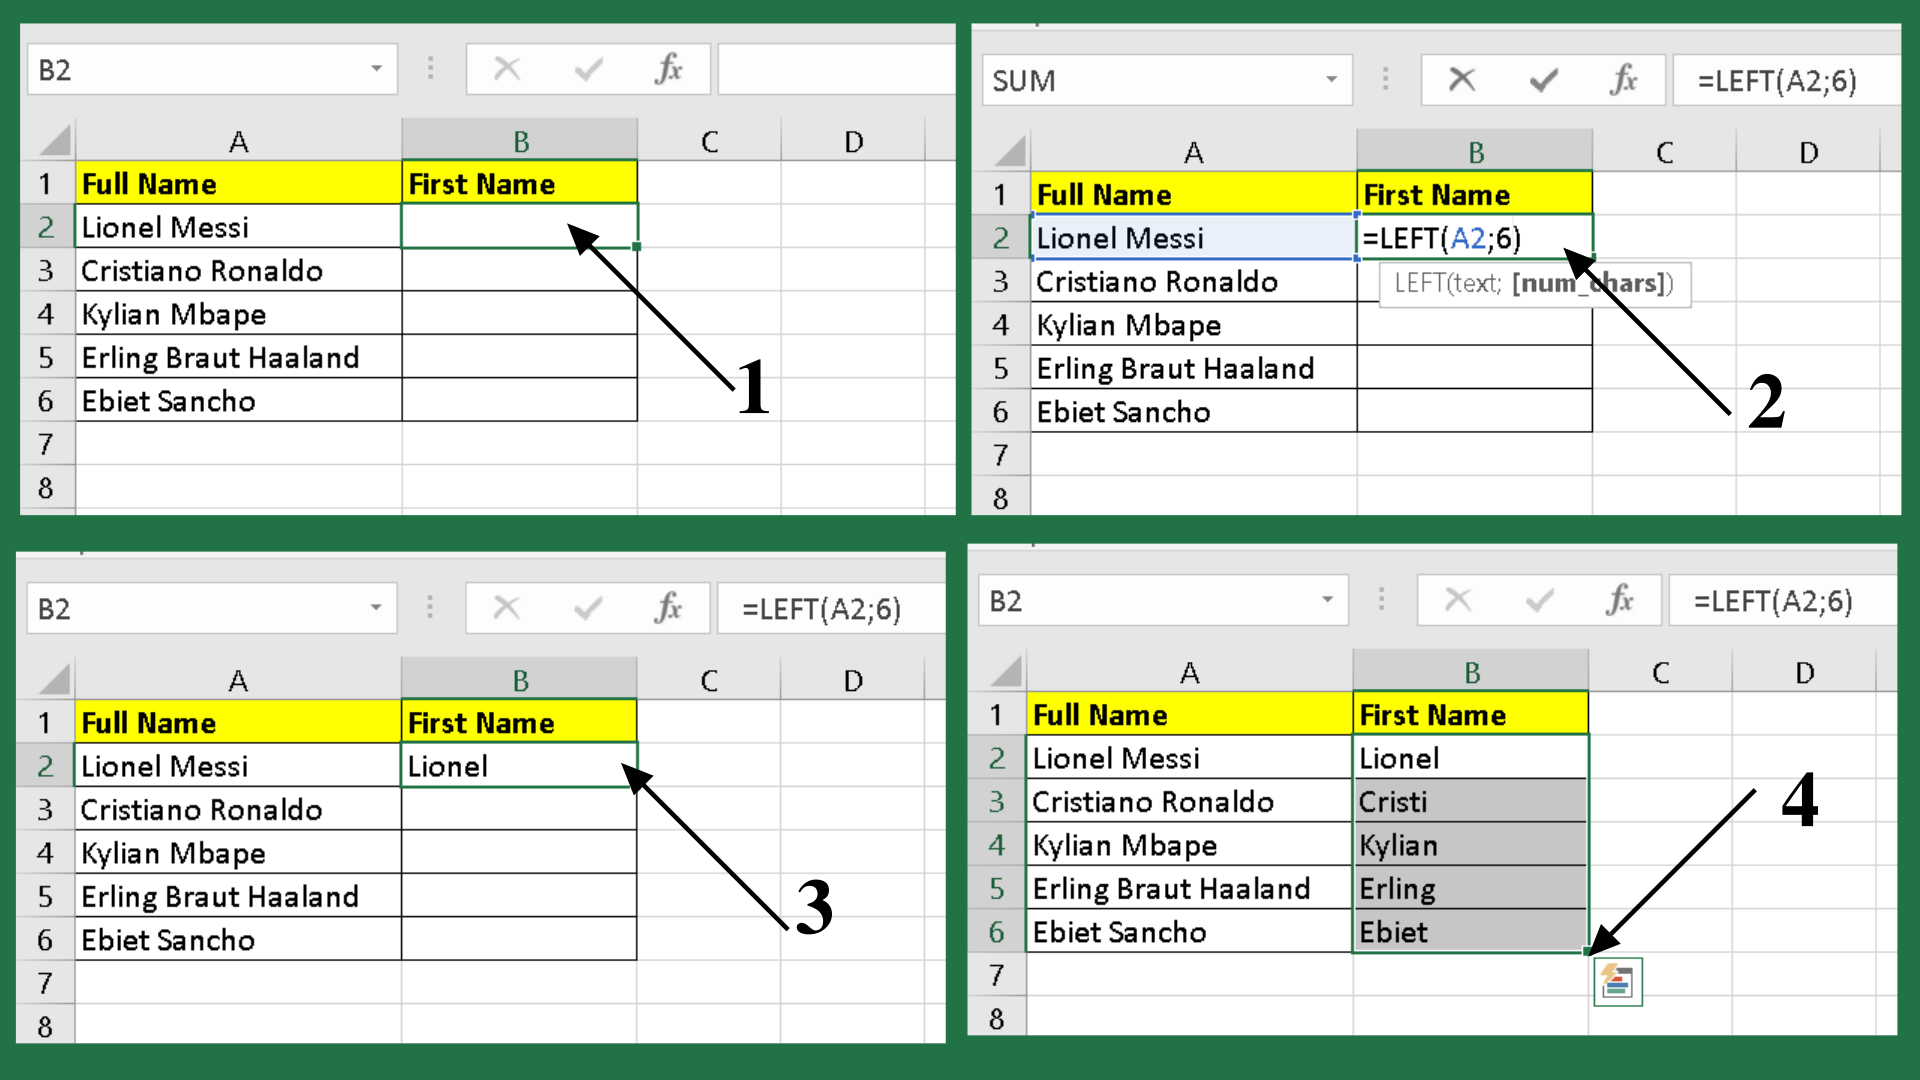 B2 fx
A B C D
1 Full Name First Name
2 Lionel Messi
3 Cristiano Ronaldo
4 Kylian Mbape
5 Erling Braut Haaland
6 Ebiet Sancho
7
8
1
SUM fx =LEFT(A2;6)
A B C D
1 Full Name First Name
2 Lionel Messi =LEFT(A2;6)
LEFT(text; [num_chars])
3 Cristiano Ronaldo
4 Kylian Mbape
5 Erling Braut Haaland
6 Ebiet Sancho
7
8
2
B2 fx =LEFT(A2;6)
A B C D
1 Full Name First Name
2 Lionel Messi Lionel
3 Cristiano Ronaldo
4 Kylian Mbape
5 Erling Braut Haaland
6 Ebiet Sancho
7
8
3
B2 fx =LEFT(A2;6)
A B C D
1 Full Name First Name
2 Lionel Messi Lionel
3 Cristiano Ronaldo Cristi
4 Kylian Mbape Kylian
5 Erling Braut Haaland Erling
6 Ebiet Sancho Ebiet
7
8
4